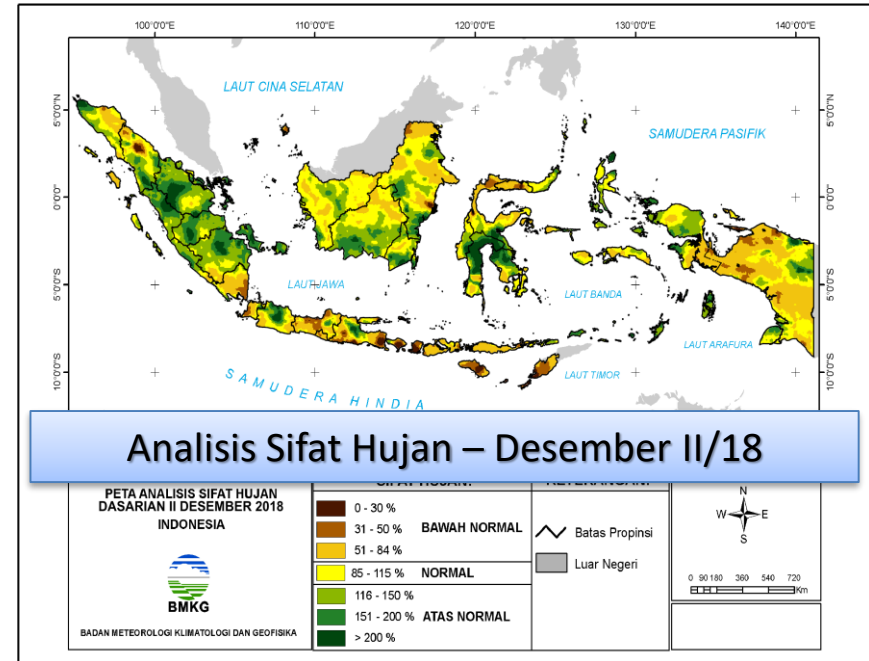 100°0'0"E 110°0'0"E 120°0'0"E 130°0'0"E 140°0'0"E
LAUT CINA SELATAN
5°0'0"N 5°0'0"N
SAMUDERA PASIFIK
0°0'0" 0°0'0"
LAUT JAWA
LAUT BANDA
5°0'0"S 5°0'0"S
LAUT ARAFURA
LAUT TIMOR
10°0'0"S 10°0'0"S
SAMUDERA HINDIA
Analisis Sifat Hujan – Desember II/18
PETA ANALISIS SIFAT HUJAN
DASARIAN II DESEMBER 2018
INDONESIA
BMKG
BADAN METEOROLOGI KLIMATOLOGI DAN GEOFISIKA
SIFAT HUJAN:
0 - 30 %
31 - 50 % BAWAH NORMAL
51 - 84 %
85 - 115 % NORMAL
116 - 150 %
151 - 200 % ATAS NORMAL
> 200 %
KETERANGAN:
Batas Propinsi
Luar Negeri
N
W E
S
0 90 180 360 540 720
Km